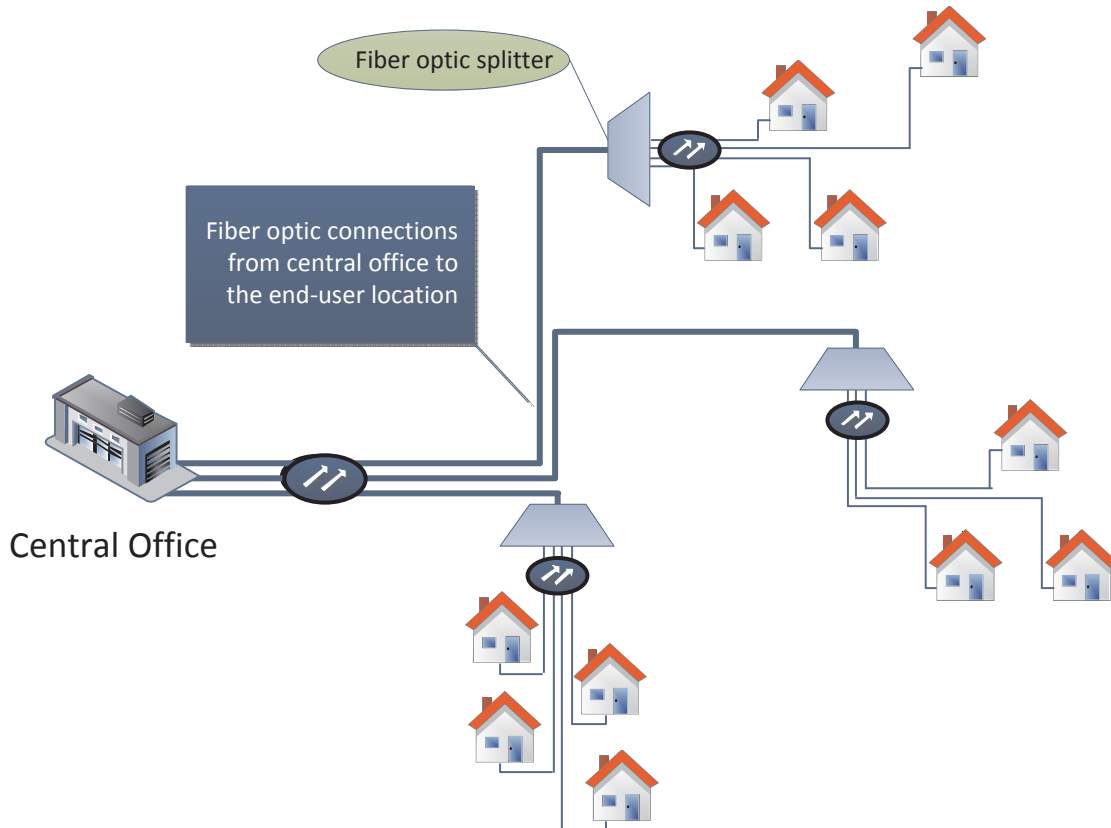 Fiber optic splitter
Fiber optic connections
from central office to
the end-user location
Central Office